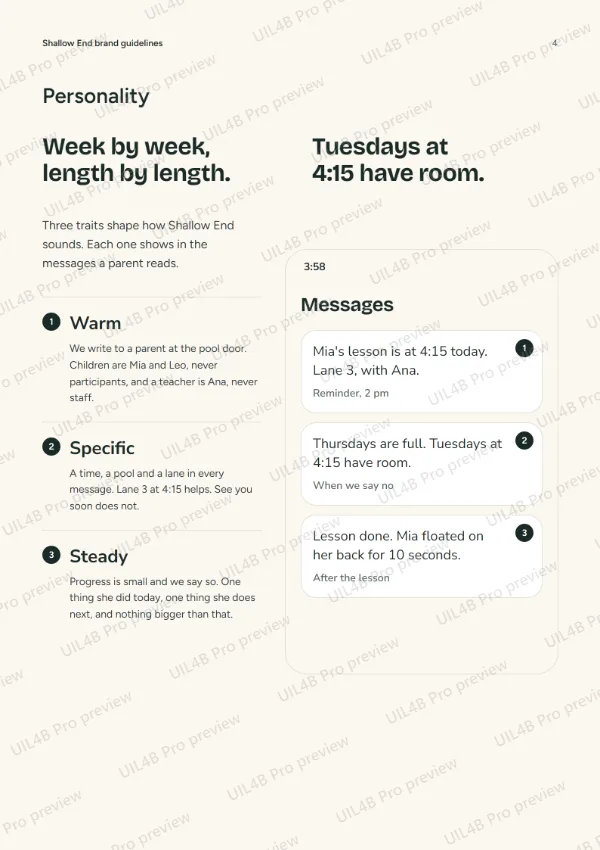 Shallow End brand guidelines
4
Personality
Week by week,
length by length.
Three traits shape how Shallow End
sounds. Each one shows in the
messages a parent reads.
1 Warm
We write to a parent at the pool door.
Children are Mia and Leo, never
participants, and a teacher is Ana, never
staff.
2 Specific
A time, a pool and a lane in every
message. Lane 3 at 4:15 helps. See you
soon does not.
3 Steady
Progress is small and we say so. One
thing she did today, one thing she does
next, and nothing bigger than that.
Tuesdays at
4:15 have room.
3:58
Messages
Mia's lesson is at 4:15 today.
Lane 3, with Ana.
Reminder, 2 pm
1
Thursdays are full. Tuesdays at
4:15 have room.
When we say no
2
Lesson done. Mia floated on
her back for 10 seconds.
After the lesson
3
UIL4B Pro preview